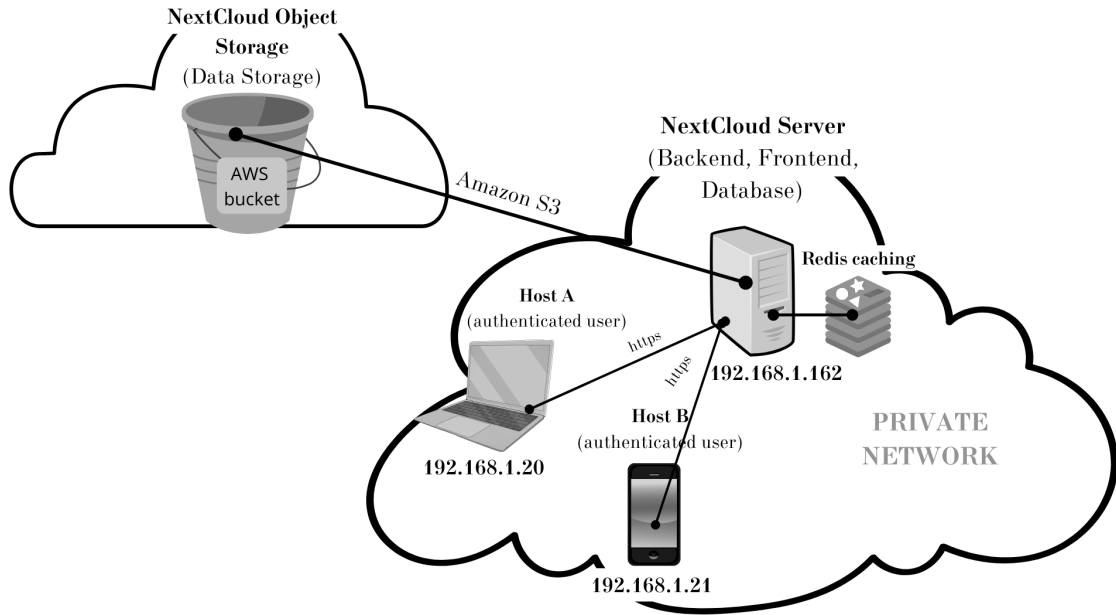 NextCloud Object
Storage
(Data Storage)
AWS
bucket
Amazon S3
NextCloud Server
(Backend, Frontend,
Database)
Redis caching
Host A
(authenticated user)
https
https
192.168.1.162
Host B
(authenticated user)
192.168.1.20
PRIVATE
NETWORK
192.168.1.21